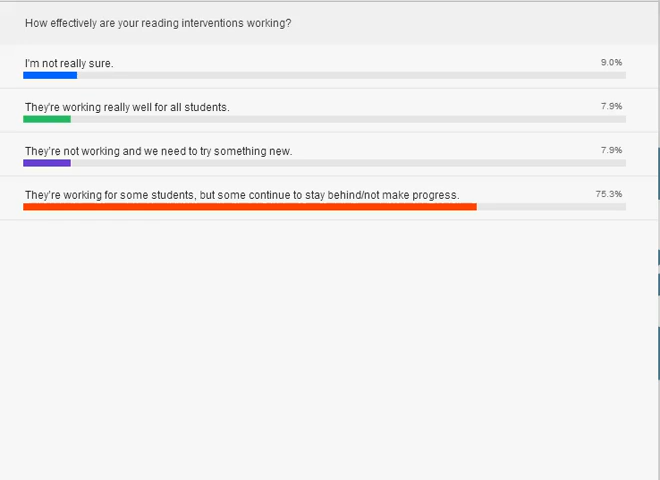 How effectively are your reading interventions working?
I'm not really sure.
9.0%
They're working really well for all students.
7.9%
They're not working and we need to try something new.
7.9%
They're working for some students, but some continue to stay behind/not make progress.
75.3%